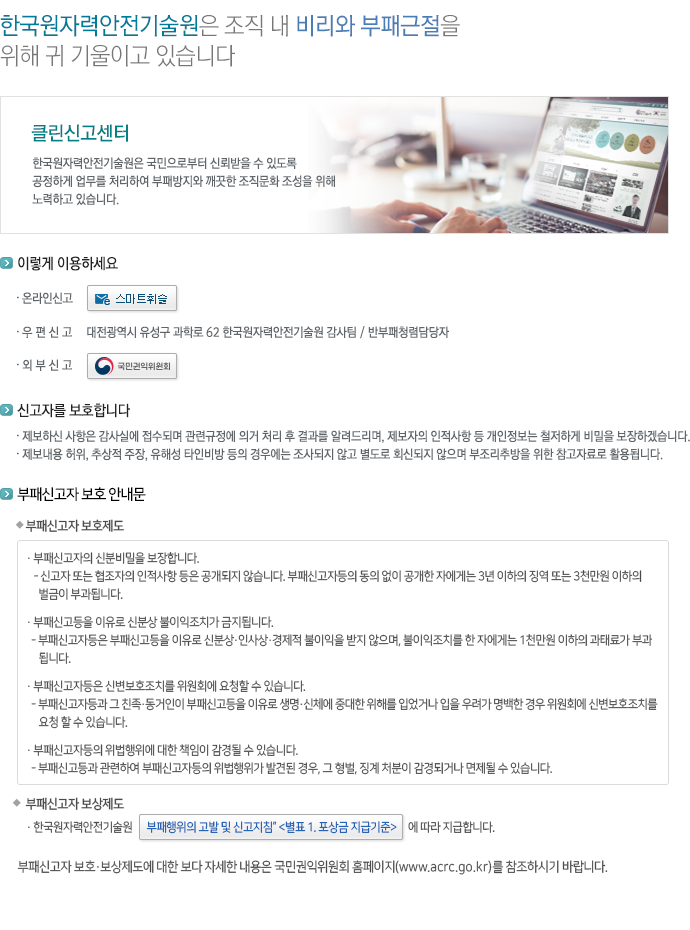 한국원자력안전기술원은 조직 내 비리와 부패근절을
위해 귀 기울이고 있습니다
클린신고센터
한국원자력안전기술원은 국민으로부터 신뢰받을 수 있도록
공정하게 업무를 처리하여 부패방지와 깨끗한 조직문화 조성을 위해
노력하고 있습니다.
이렇게 이용하세요
· 온라인신고 스마트휘슬
· 우 편 신 고 대전광역시 유성구 과학로 62 한국원자력안전기술원 감사팀 / 반부패청렴담당자
· 외 부 신 고 국민권익위원회
신고자를 보호합니다
· 제보하신 사항은 감사실에 접수되며 관련규정에 의거 처리 후 결과를 알려드리며, 제보자의 인적사항 등 개인정보는 철저하게 비밀을 보장하겠습니다.
· 제보내용 허위, 추상적 주장, 유해성 타인비방 등의 경우에는 조사되지 않고 별도로 회신되지 않으며 부조리추방을 위한 참고자료로 활용됩니다.
부패신고자 보호 안내문
◆ 부패신고자 보호제도
· 부패신고자의 신분비밀을 보장합니다.
- 신고자 또는 협조자의 인적사항 등은 공개되지 않습니다. 부패신고자등의 동의 없이 공개한 자에게는 3년 이하의 징역 또는 3천만원 이하의
벌금이 부과됩니다.
· 부패신고등을 이유로 신분상 불이익조치가 금지됩니다.
- 부패신고자등은 부패신고등을 이유로 신분상·인사상·경제적 불이익을 받지 않으며, 불이익조치를 한 자에게는 1천만원 이하의 과태료가 부과
됩니다.
· 부패신고자등은 신변보호조치를 위원회에 요청할 수 있습니다.
- 부패신고자등과 그 친족·동거인이 부패신고등을 이유로 생명·신체에 중대한 위해를 입었거나 입을 우려가 명백한 경우 위원회에 신변보호조치를
요청 할 수 있습니다.
· 부패신고자등의 위법행위에 대한 책임이 감경될 수 있습니다.
- 부패신고등과 관련하여 부패신고자등의 위법행위가 발견된 경우, 그 형벌, 징계 처분이 감경되거나 면제될 수 있습니다.
◆ 부패신고자 보상제도
· 한국원자력안전기술원 부패행위의 고발 및 신고지침" <별표 1. 포상금 지급기준> 에 따라 지급합니다.
부패신고자 보호·보상제도에 대한 보다 자세한 내용은 국민권익위원회 홈페이지(www.acrc.go.kr)를 참조하시기 바랍니다.